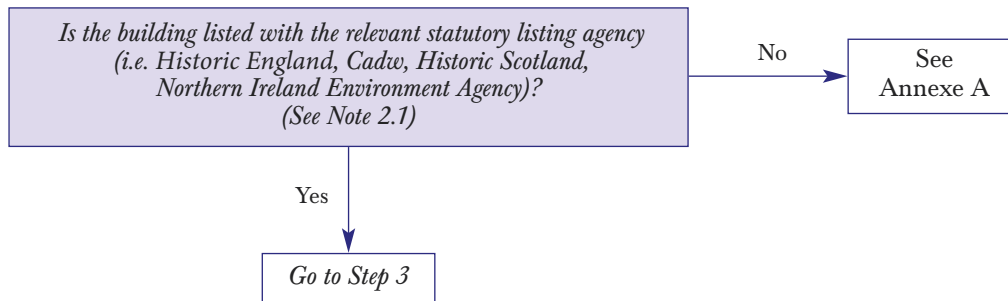 Is the building listed with the relevant statutory listing agency
(i.e. Historic England, Cadw, Historic Scotland,
Northern Ireland Environment Agency)?
(See Note 2.1)
No
See
Annexe A
Yes
Go to Step 3